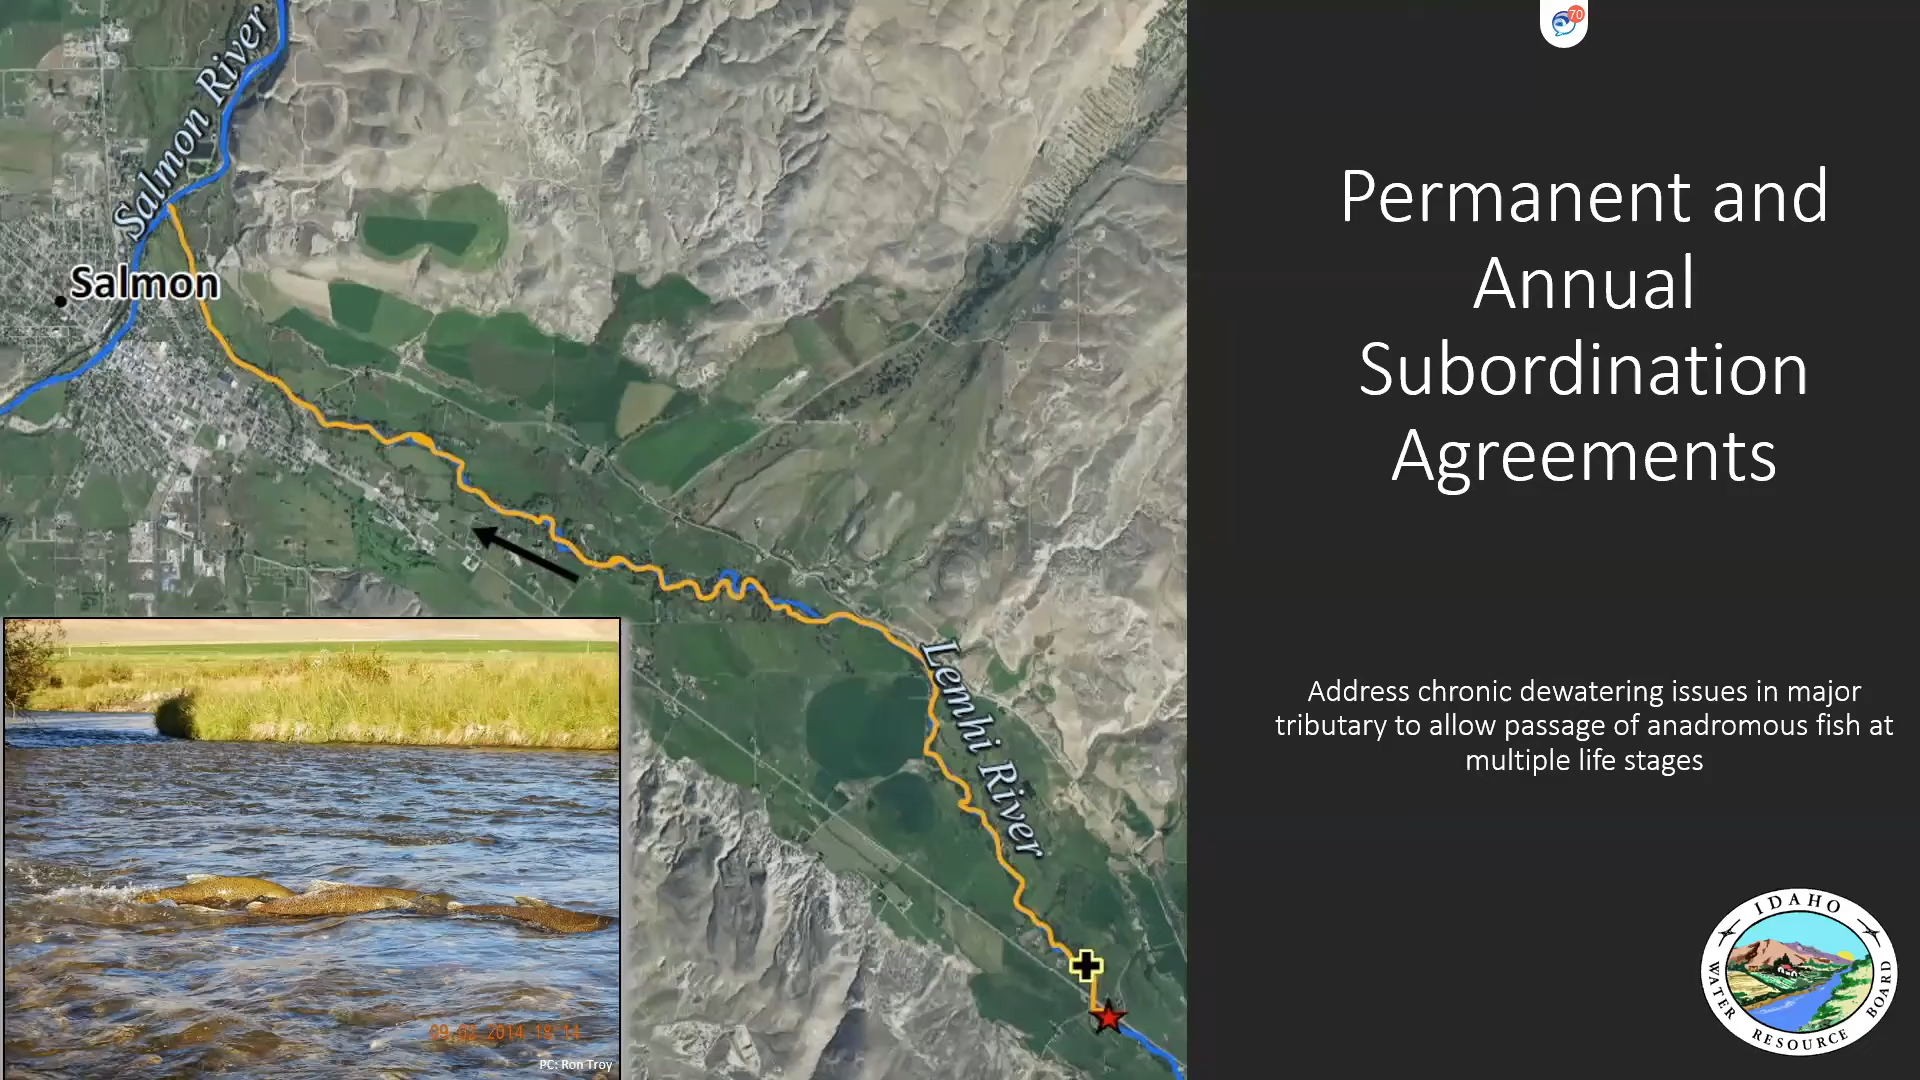 Salmon River
Salmon
Lemhi River
09.02.2014 18:14
PC: Ron Troy
70
Permanent and
Annual
Subordination
Agreements
Address chronic dewatering issues in major
tributary to allow passage of anadromous fish at
multiple life stages
IDAHO
WATER RESOURCE BOARD